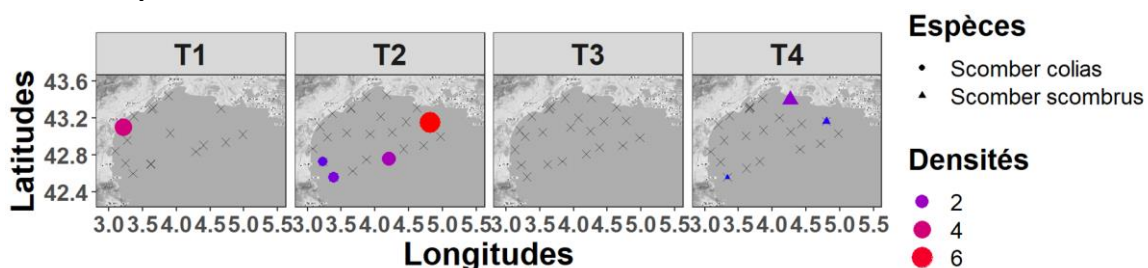 T1 T2 T3 T4
Latitudes
43.6
43.2
42.8
42.4
3.0 3.5 4.0 4.5 5.0 5.5 3.0 3.5 4.0 4.5 5.0 5.5 3.0 3.5 4.0 4.5 5.0 5.5 3.0 3.5 4.0 4.5 5.0 5.5
Longitudes
Espèces
Scomber colias
Scomber scombrus
Densités
2
4
6